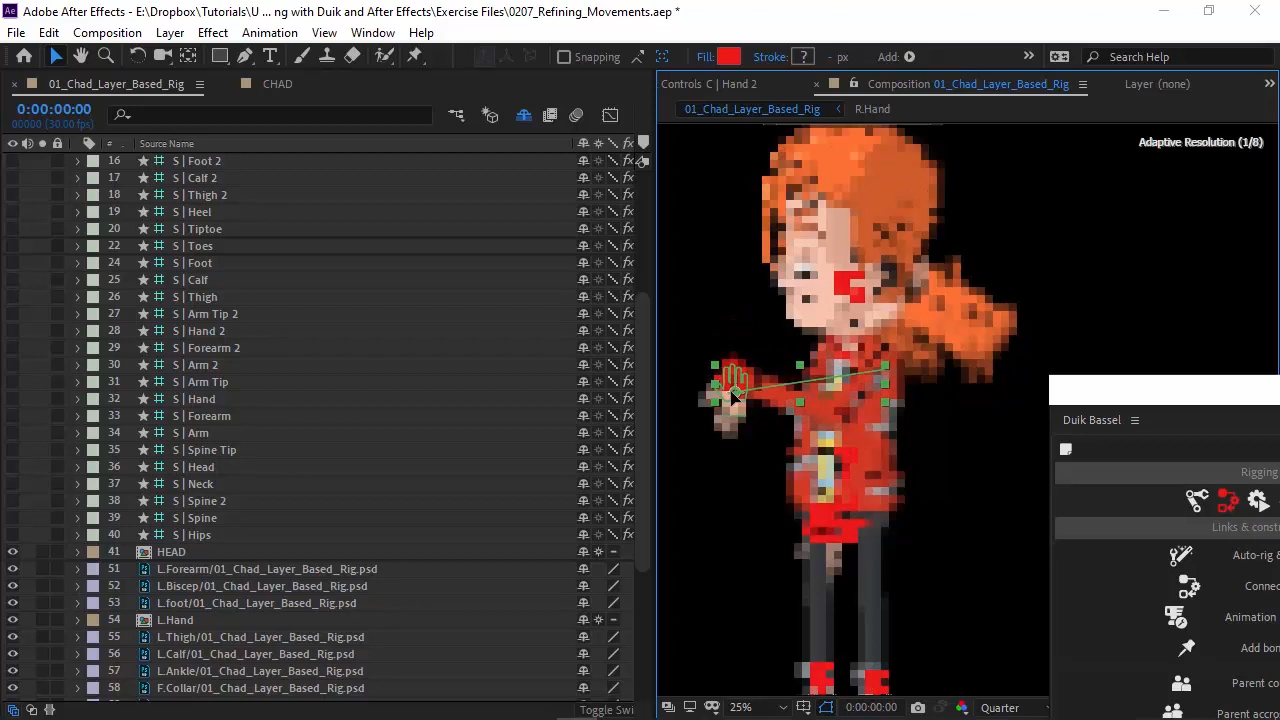 Ae Adobe After Effects - E:\Dropbox\Tutorials\U ... ng with Duik and After Effects\Exercise Files\0207_Refining_Movements.aep *
File Edit Composition Layer Effect Animation View Window Help
Snapping Fill: Stroke: ? - px Add: Search Help
01_Chad_Layer_Based_Rig CHAD Controls C | Hand 2 Composition 01_Chad_Layer_Based_Rig Layer (none)
0:00:00:00
00000 (30.00 fps)
01_Chad_Layer_Based_Rig R.Hand
# Source Name
Adaptive Resolution (1/8)
16 S | Foot 2
17 S | Calf 2
18 S | Thigh 2
19 S | Heel
20 S | Tiptoe
22 S | Toes
24 S | Foot
25 S | Calf
26 S | Thigh
27 S | Arm Tip 2
28 S | Hand 2
29 S | Forearm 2
30 S | Arm 2
31 S | Arm Tip
32 S | Hand
33 S | Forearm
34 S | Arm
35 S | Spine Tip
36 S | Head
37 S | Neck
38 S | Spine 2
39 S | Spine
40 S | Hips
41 HEAD
51 L.Forearm/01_Chad_Layer_Based_Rig.psd
52 L.Biscep/01_Chad_Layer_Based_Rig.psd
53 L.foot/01_Chad_Layer_Based_Rig.psd
54 L.Hand
55 L.Thigh/01_Chad_Layer_Based_Rig.psd
56 L.Calf/01_Chad_Layer_Based_Rig.psd
57 L.Ankle/01_Chad_Layer_Based_Rig.psd
58 F.Collar/01_Chad_Layer_Based_Rig.psd
Toggle Swi
25% 0:00:00:00 Quarter
Duik Bassel
Rigging
Links & constr
Auto-rig &
Connec
Animation
Add bon
Parent co
Parent accro